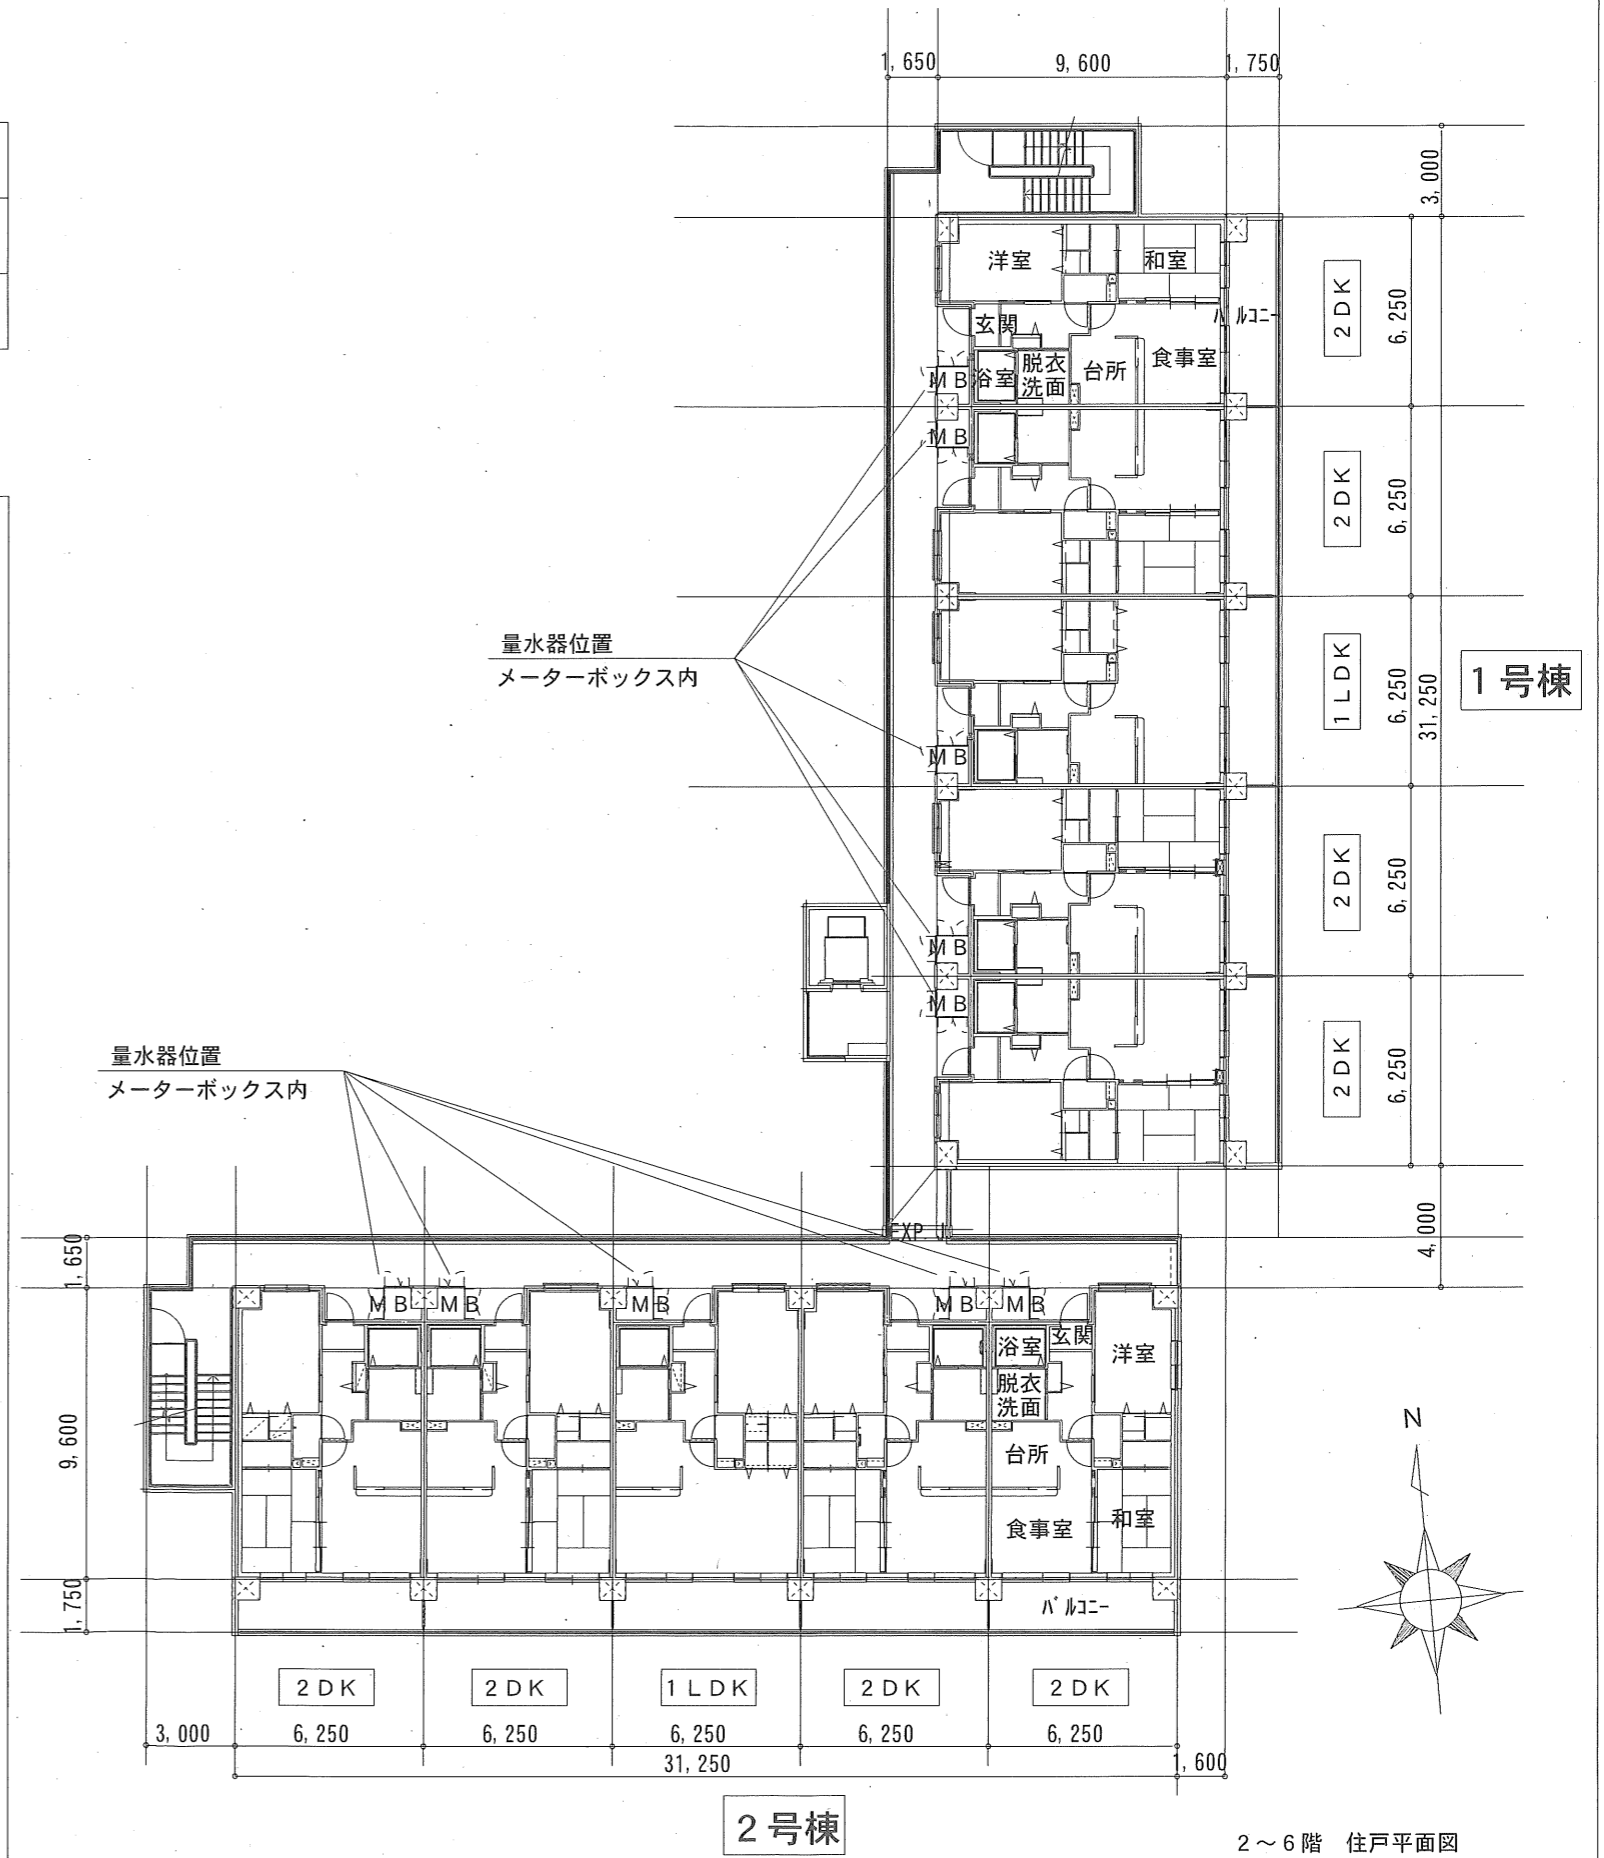 1,650
9,600
1,750
3,000
洋室
和室
2DK
6,250
玄関
バルコニー
食事室
脱衣
洗面
台所
浴室
MB
MB
2DK
6,250
量水器位置
メーターボックス内
1LDK
6,250
31,250
1号棟
MB
2DK
6,250
MB
MB
2DK
6,250
量水器位置
メーターボックス内
4,000
EXP.J
1,650
MB
MB
MB
MB
MB
玄関
浴室
洋室
脱衣
洗面
9,600
台所
N
食事室
和室
1,750
バルコニー
2DK
2DK
1LDK
2DK
2DK
3,000
6,250
6,250
6,250
6,250
6,250
31,250
1,600
2号棟
2～6階 住戸平面図